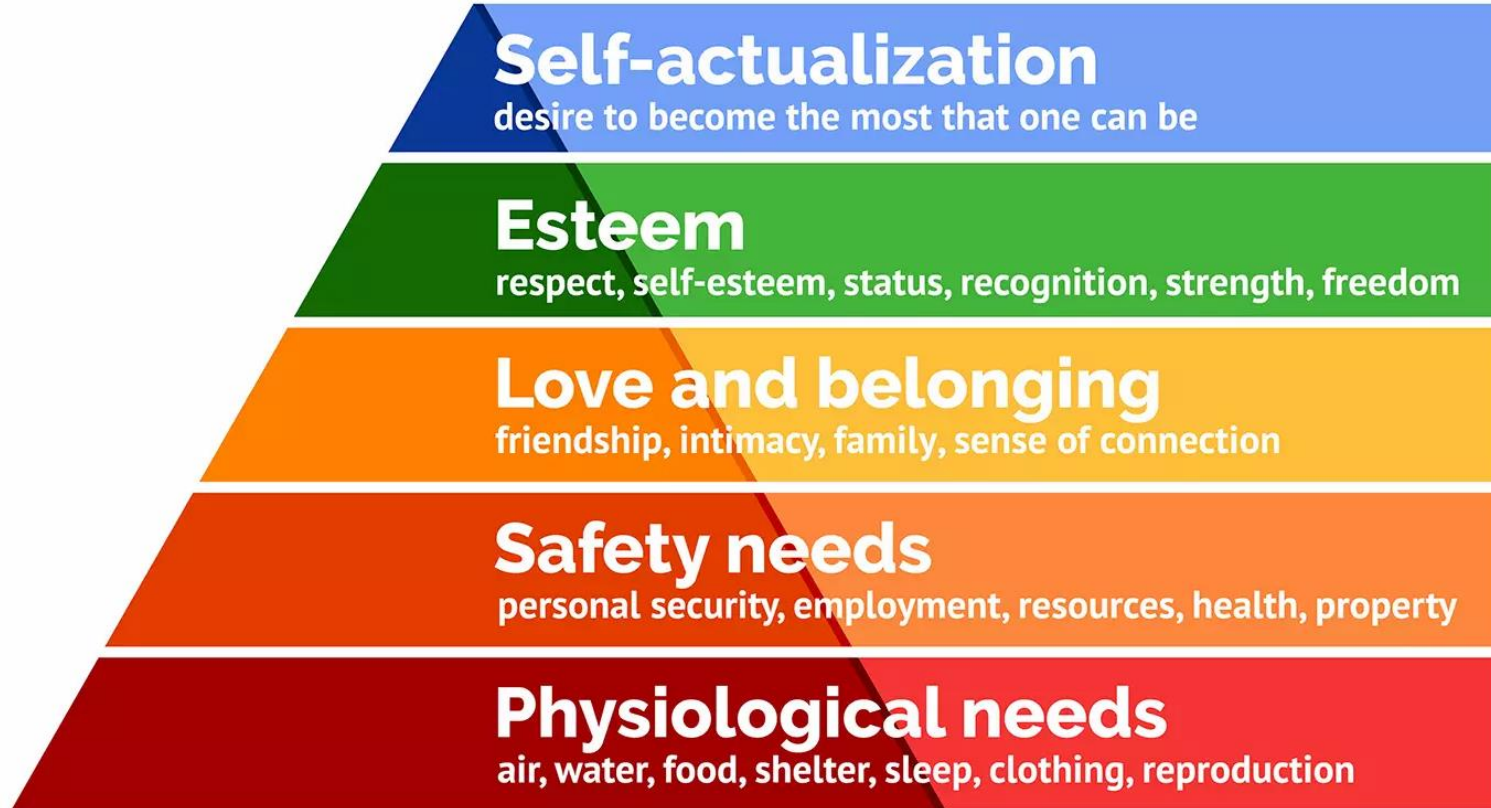 Self-actualization
desire to become the most that one can be
Esteem
respect, self-esteem, status, recognition, strength, freedom
Love and belonging
friendship, intimacy, family, sense of connection
Safety needs
personal security, employment, resources, health, property
Physiological needs
air, water, food, shelter, sleep, clothing, reproduction